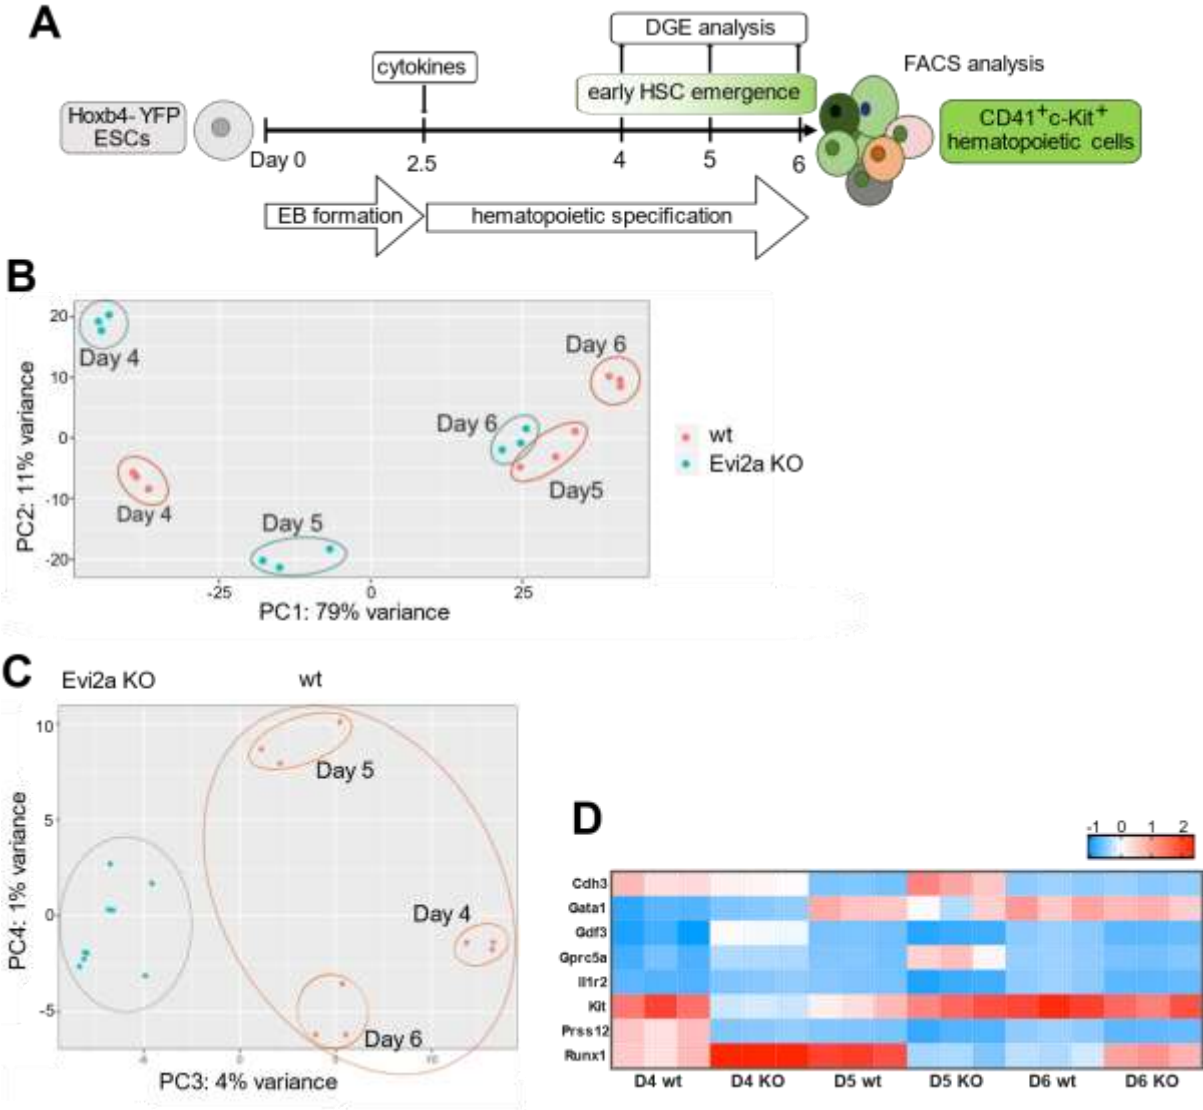 A
DGE analysis
cytokines
FACS analysis
early HSC emergence
Hoxb4- YFP
ESCs
CD41+c-Kit+
hematopoietic cells
Day 0
2.5
4
5
6
EB formation
hematopoietic specification
B
20
10
0
-10
-20
PC2: 11% variance
Day 4
Day 4
Day 5
Day 6
Day5
Day 6
wt
Evi2a KO
-25
0
25
PC1: 79% variance
C
Evi2a KO
wt
10
5
0
-5
PC4: 1% variance
Day 5
Day 4
Day 6
0
10
PC3: 4% variance
D
-1 0 1 2
Cdh3
Gata1
Gdf3
Gprc5a
Il1r2
Kit
Prss12
Runx1
D4 wt D4 KO D5 wt D5 KO D6 wt D6 KO